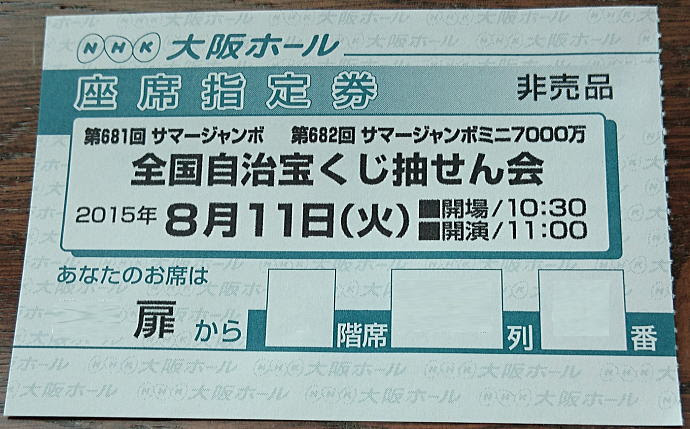 NHK 大阪ホール
座席指定券 非売品
第681回 サマージャンボ 第682回 サマージャンボミニ7000万
全国自治宝くじ抽せん会
2015年 8月11日(火) ■開場/10:30
■開演/11:00
あなたのお席は
扉 から 階席 列 番